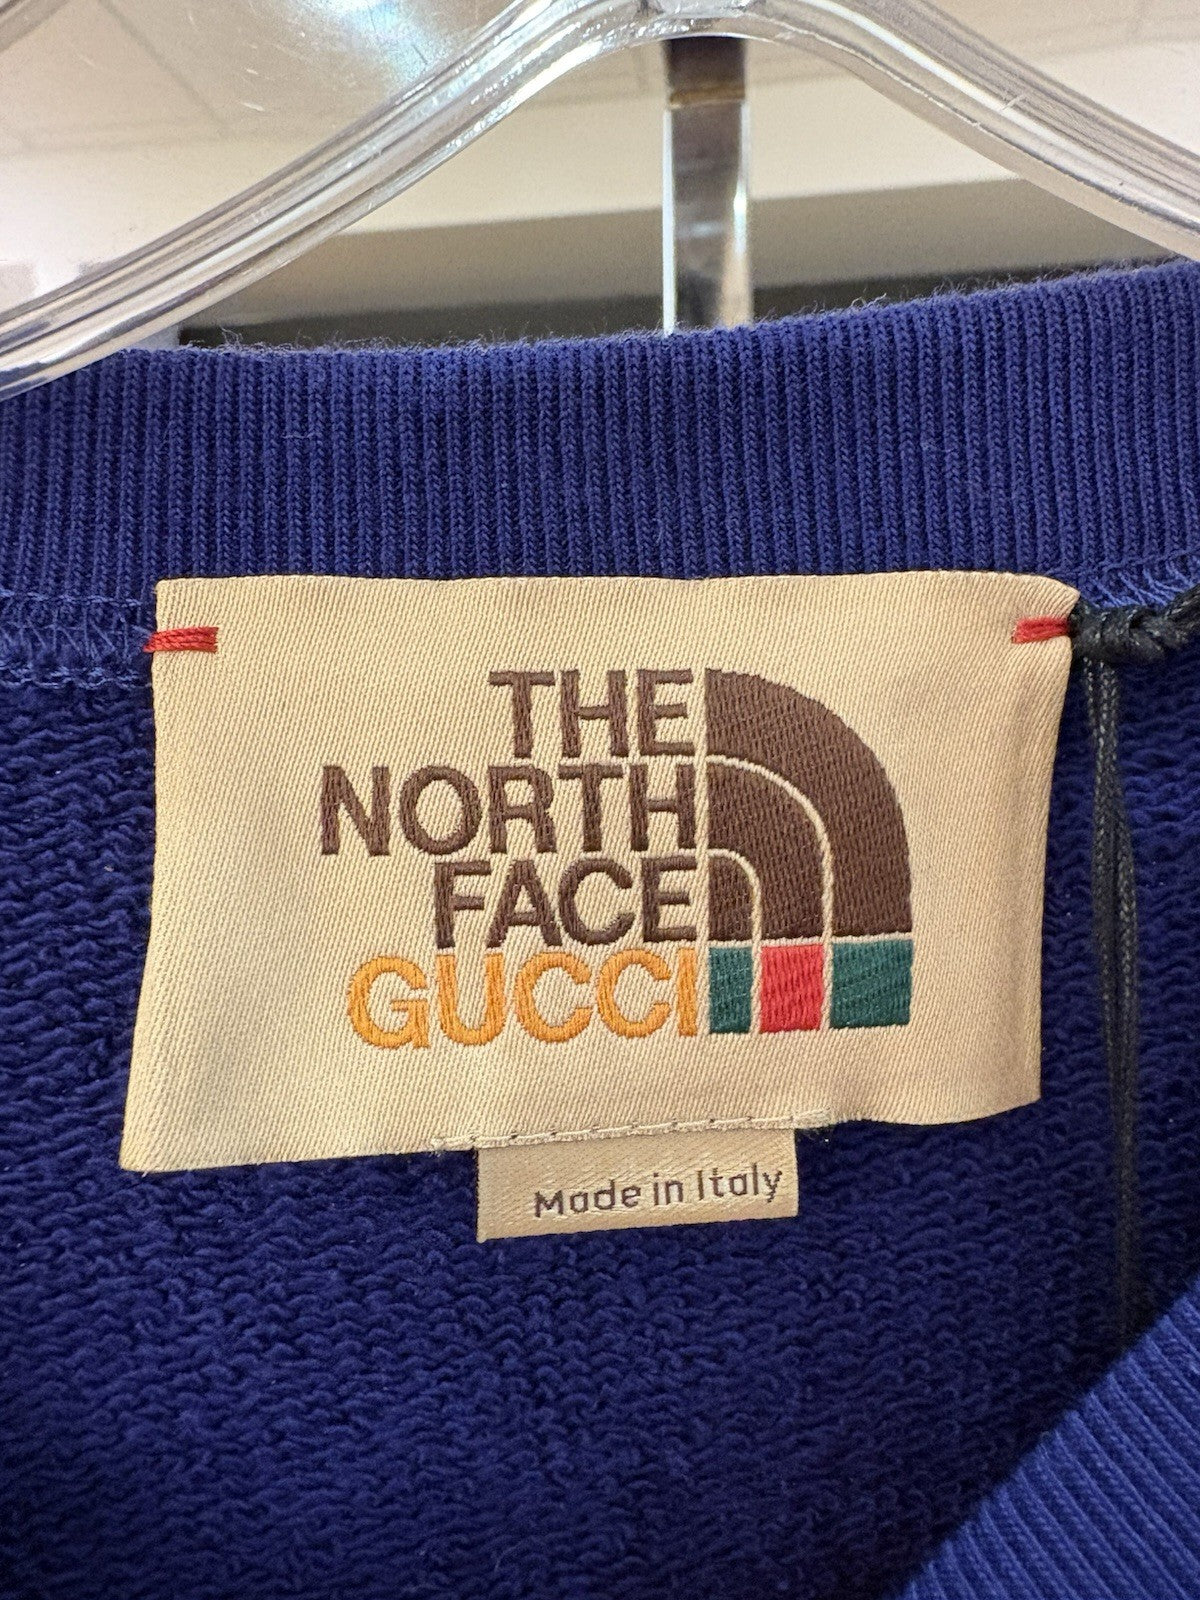 THE
NORTH
FACE
GUCCI
Made in Italy